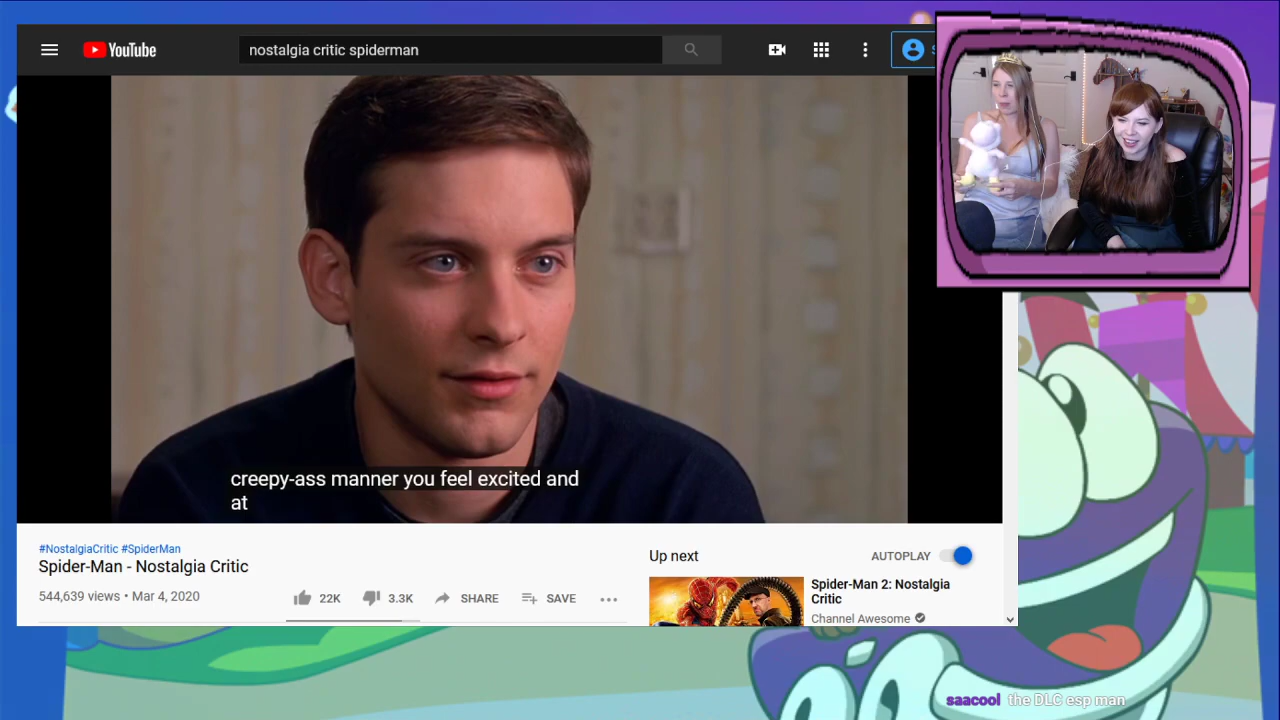 YouTube
nostalgia critic spiderman
creepy-ass manner you feel excited and
at
#NostalgiaCritic #SpiderMan
Spider-Man - Nostalgia Critic
544,639 views • Mar 4, 2020
22K
3.3K
SHARE
SAVE
Up next
AUTOPLAY
Spider-Man 2: Nostalgia
Critic
Channel Awesome
saacool the DLC esp man